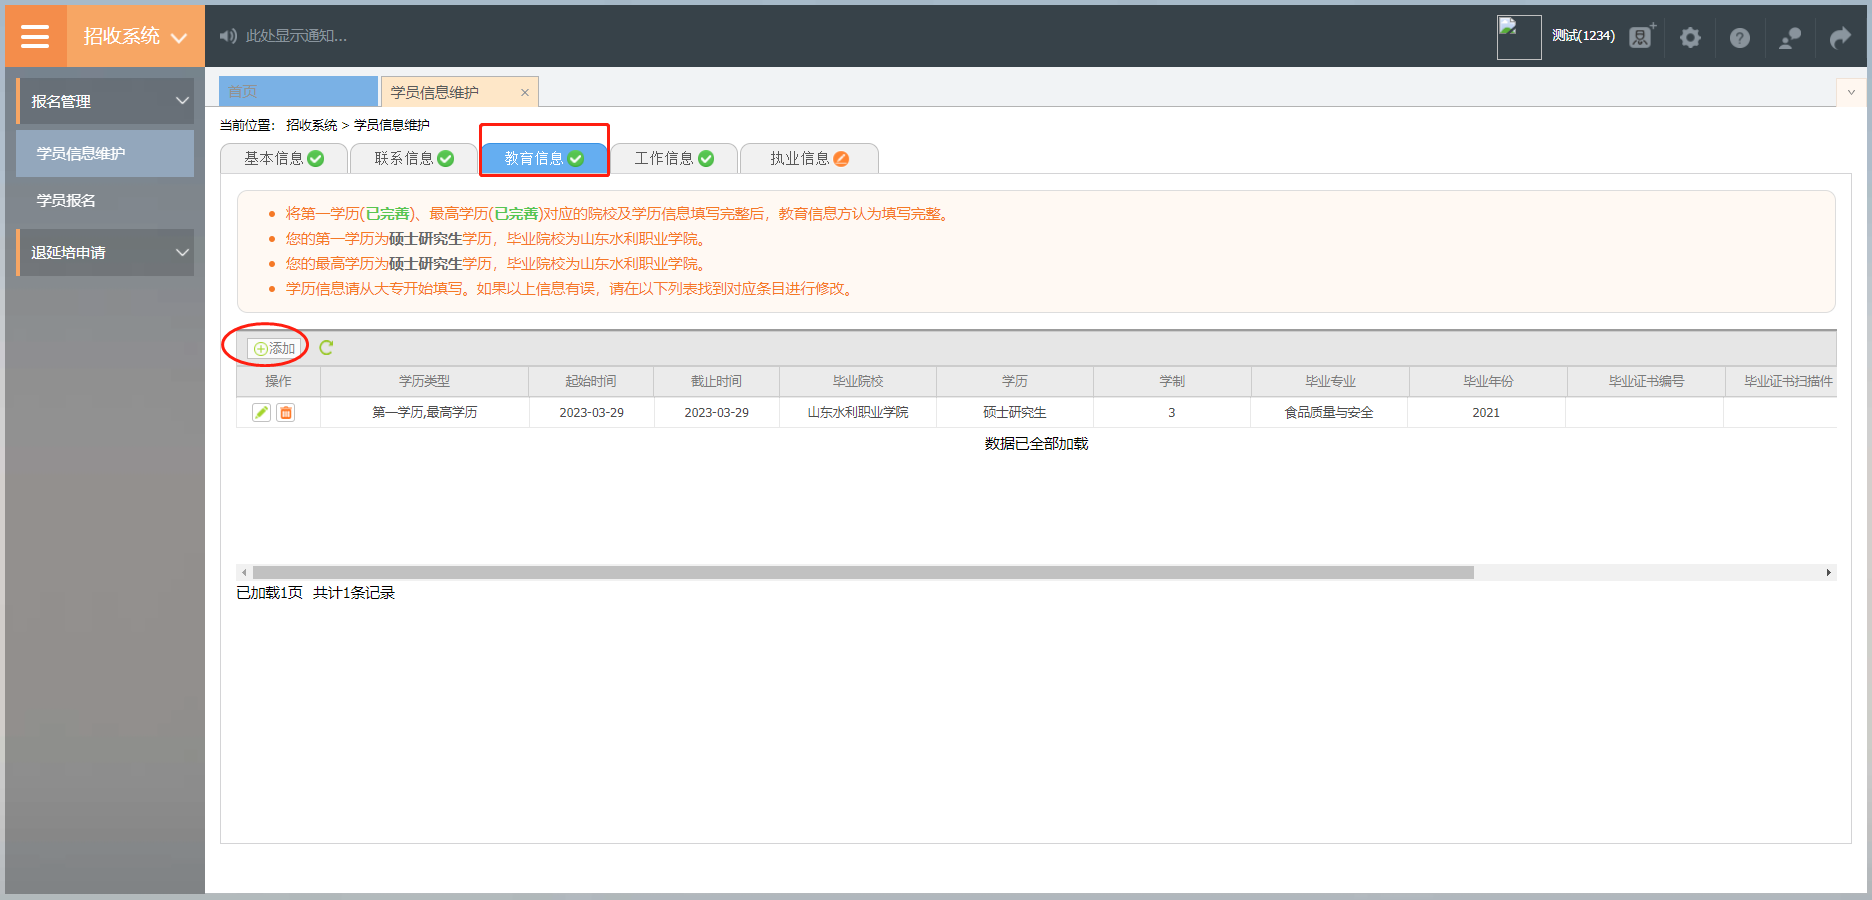 招收系统
此处显示通知...
测试(1234)
报名管理
学员信息维护
学员报名
退延培申请
首页
学员信息维护 ×
当前位置： 招收系统 > 学员信息维护
基本信息
联系信息
教育信息
工作信息
执业信息
将第一学历(已完善)、最高学历(已完善)对应的院校及学历信息填写完整后，教育信息方认为填写完整。
您的第一学历为硕士研究生学历，毕业院校为山东水利职业学院。
您的最高学历为硕士研究生学历，毕业院校为山东水利职业学院。
学历信息请从大专开始填写。如果以上信息有误，请在以下列表找到对应条目进行修改。
添加
操作 学历类型 起始时间 截止时间 毕业院校 学历 学制 毕业专业 毕业年份 毕业证书编号 毕业证书扫描件
第一学历,最高学历 2023-03-29 2023-03-29 山东水利职业学院 硕士研究生 3 食品质量与安全 2021
数据已全部加载
已加载1页 共计1条记录